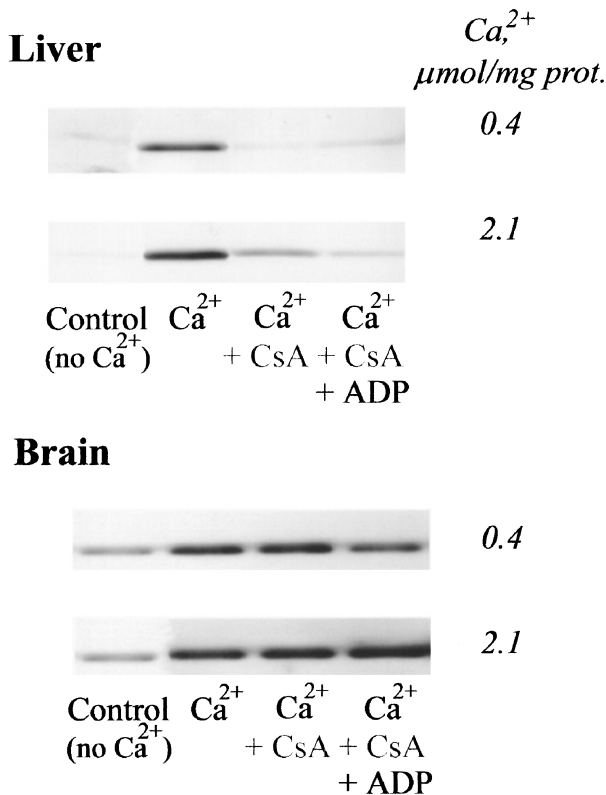 Liver
Ca,²⁺
μmol/mg prot.
0.4
2.1
Control Ca²⁺ Ca²⁺ Ca²⁺
(no Ca²⁺) + CsA + CsA
+ ADP
Brain
0.4
2.1
Control Ca²⁺ Ca²⁺ Ca²⁺
(no Ca²⁺) + CsA + CsA
+ ADP